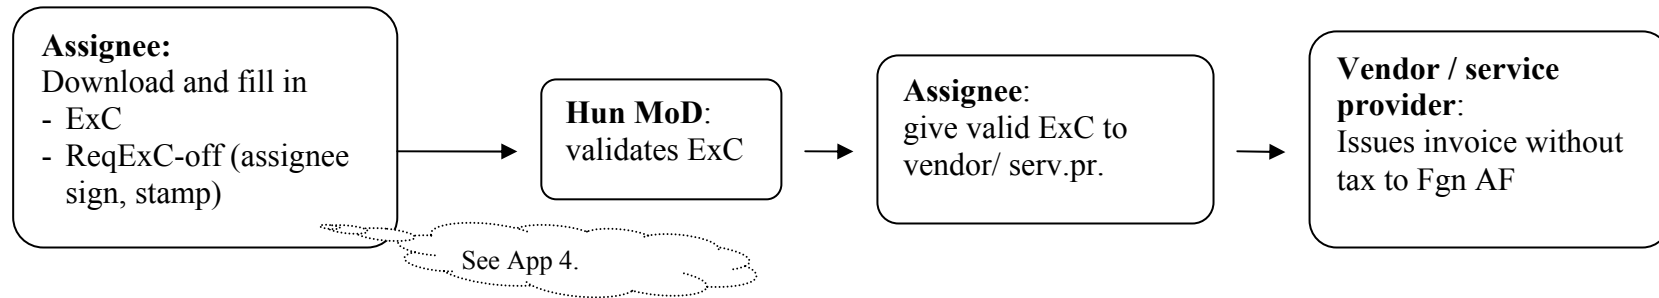 Assignee:
Download and fill in
- ExC
- ReqExC-off (assignee
sign, stamp)
See App 4.
Hun MoD:
validates ExC
Assignee:
give valid ExC to
vendor/ serv.pr.
Vendor / service
provider:
Issues invoice without
tax to Fgn AF